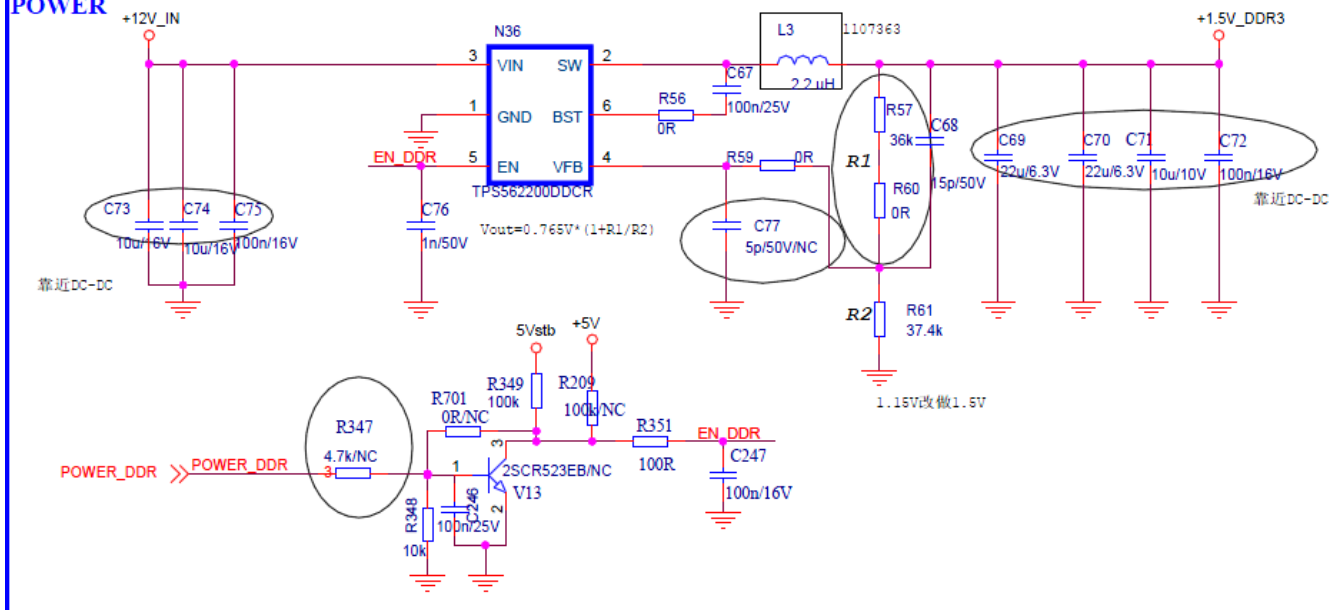 POWER
+12V_IN
+1.5V_DDR3
N36
L3
1107363
3
VIN
SW
2
2.2 uH
C67
100n/25V
R56
0R
1
GND
BST
6
R57
36k
C68
15p/50V
C69
22u/6.3V
C70
22u/6.3V
C71
10u/10V
C72
100n/16V
靠近DC-DC
EN_DDR
5
EN
VFB
4
R59
0R
R1
R60
0R
TPS562200DDCR
C73
10u/16V
C74
10u/16V
C75
100n/16V
C76
1n/50V
Vout=0.765V*(1+R1/R2)
C77
5p/50V/NC
靠近DC-DC
R2
R61
37.4k
1.15V改做1.5V
5Vstb
+5V
R349
100k
R209
100k/NC
R701
0R/NC
R347
4.7k/NC
R351
100R
EN_DDR
POWER_DDR
POWER_DDR
3
1
3
2SCR523EB/NC
V13
2
C247
100n/16V
R348
10k
C246
100n/25V